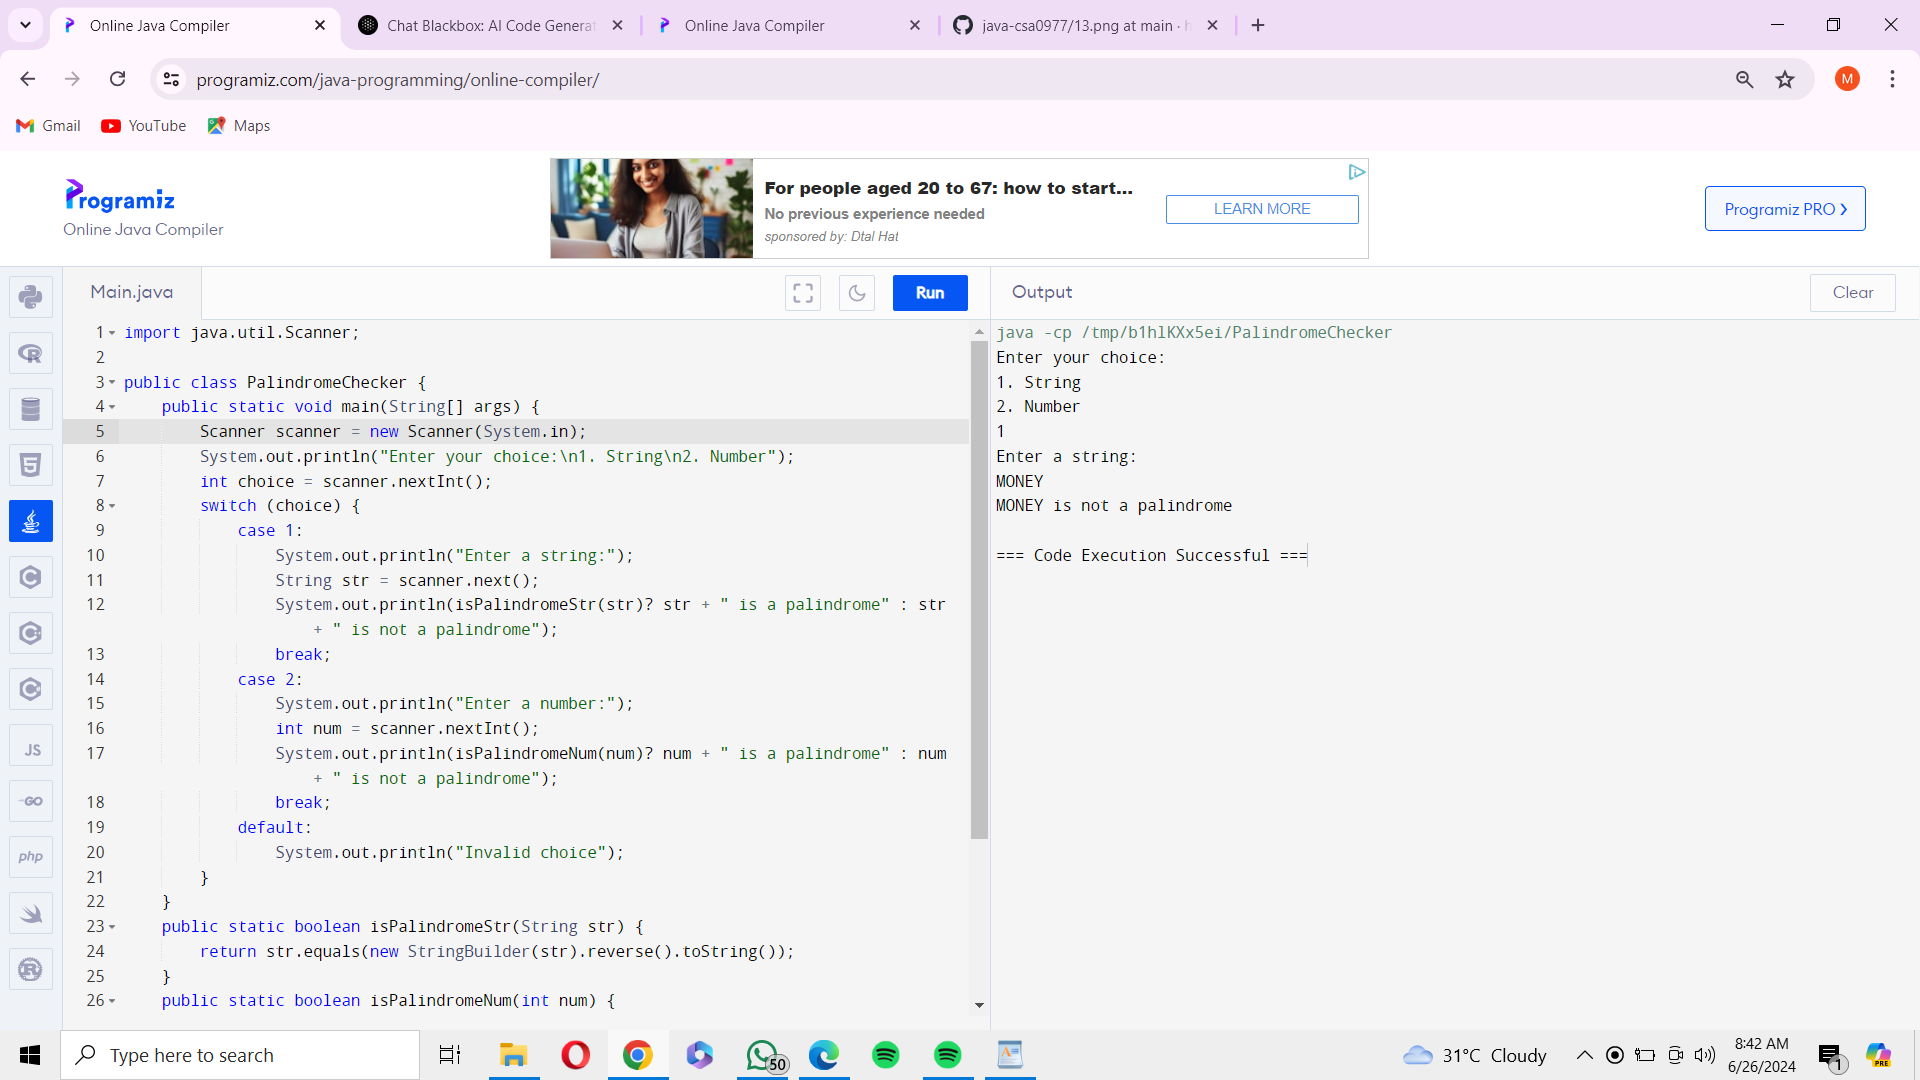 Online Java Compiler
Chat Blackbox: AI Code Generat
Online Java Compiler
java-csa0977/13.png at main · h
programiz.com/java-programming/online-compiler/
M
Gmail
YouTube
Maps
Programiz
Online Java Compiler
For people aged 20 to 67: how to start...
No previous experience needed
sponsored by: Dtal Hat
LEARN MORE
Programiz PRO ›
Main.java
Run
Output
Clear
1 import java.util.Scanner;
2
3 public class PalindromeChecker {
4 public static void main(String[] args) {
5 Scanner scanner = new Scanner(System.in);
6 System.out.println("Enter your choice:\n1. String\n2. Number");
7 int choice = scanner.nextInt();
8 switch (choice) {
9 case 1:
10 System.out.println("Enter a string:");
11 String str = scanner.next();
12 System.out.println(isPalindromeStr(str)? str + " is a palindrome" : str
+ " is not a palindrome");
13 break;
14 case 2:
15 System.out.println("Enter a number:");
16 int num = scanner.nextInt();
17 System.out.println(isPalindromeNum(num)? num + " is a palindrome" : num
+ " is not a palindrome");
18 break;
19 default:
20 System.out.println("Invalid choice");
21 }
22 }
23 public static boolean isPalindromeStr(String str) {
24 return str.equals(new StringBuilder(str).reverse().toString());
25 }
26 public static boolean isPalindromeNum(int num) {
java -cp /tmp/b1hlKXx5ei/PalindromeChecker
Enter your choice:
1. String
2. Number
1
Enter a string:
MONEY
MONEY is not a palindrome
=== Code Execution Successful ===
JS
GO
php
Type here to search
50
31°C Cloudy
8:42 AM
6/26/2024
1
PRE